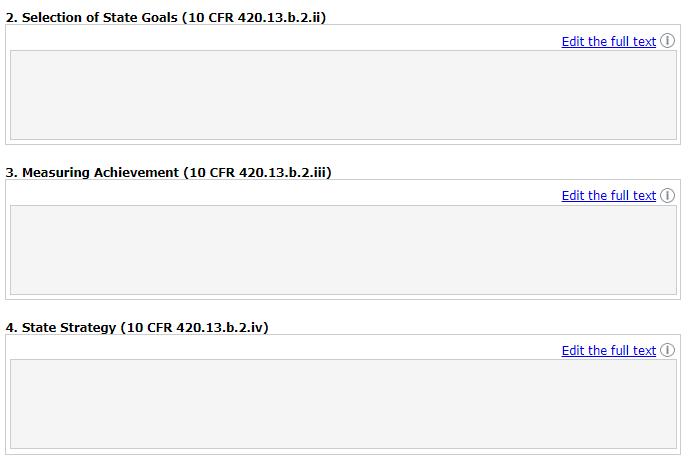 2. Selection of State Goals (10 CFR 420.13.b.2.ii)
Edit the full text
3. Measuring Achievement (10 CFR 420.13.b.2.iii)
Edit the full text
4. State Strategy (10 CFR 420.13.b.2.iv)
Edit the full text